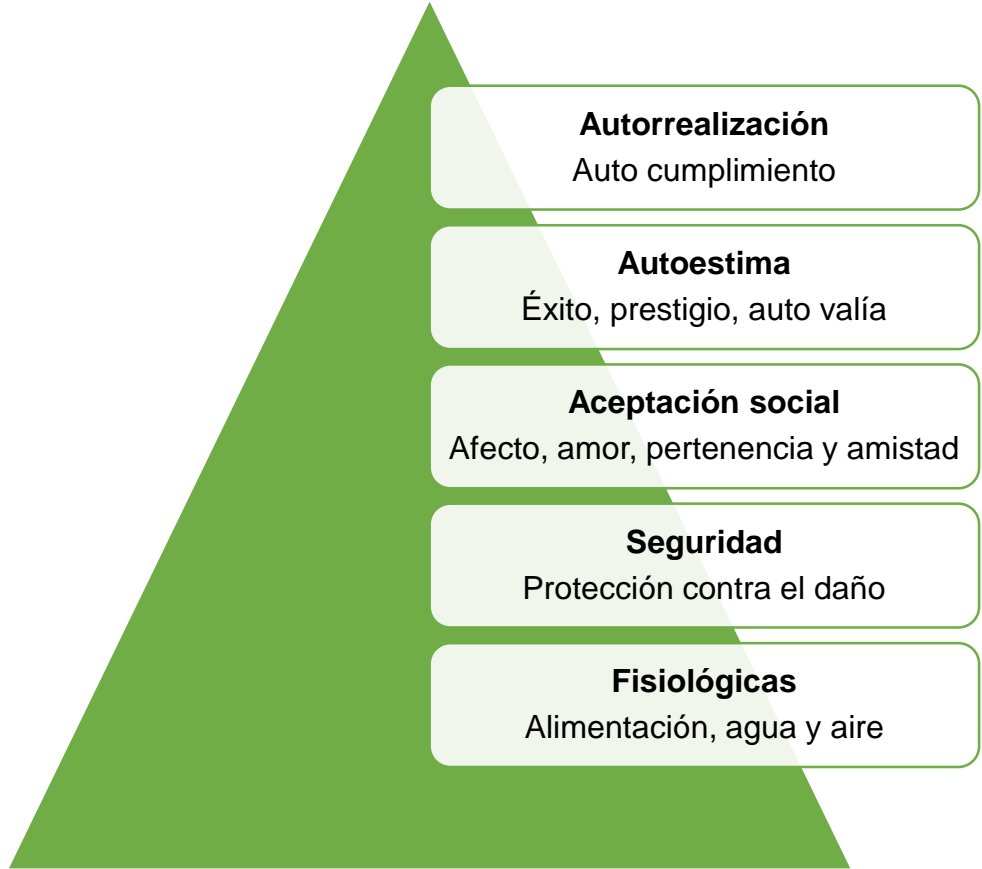 Autorrealización
Auto cumplimiento
Autoestima
Éxito, prestigio, auto valía
Aceptación social
Afecto, amor, pertenencia y amistad
Seguridad
Protección contra el daño
Fisiológicas
Alimentación, agua y aire